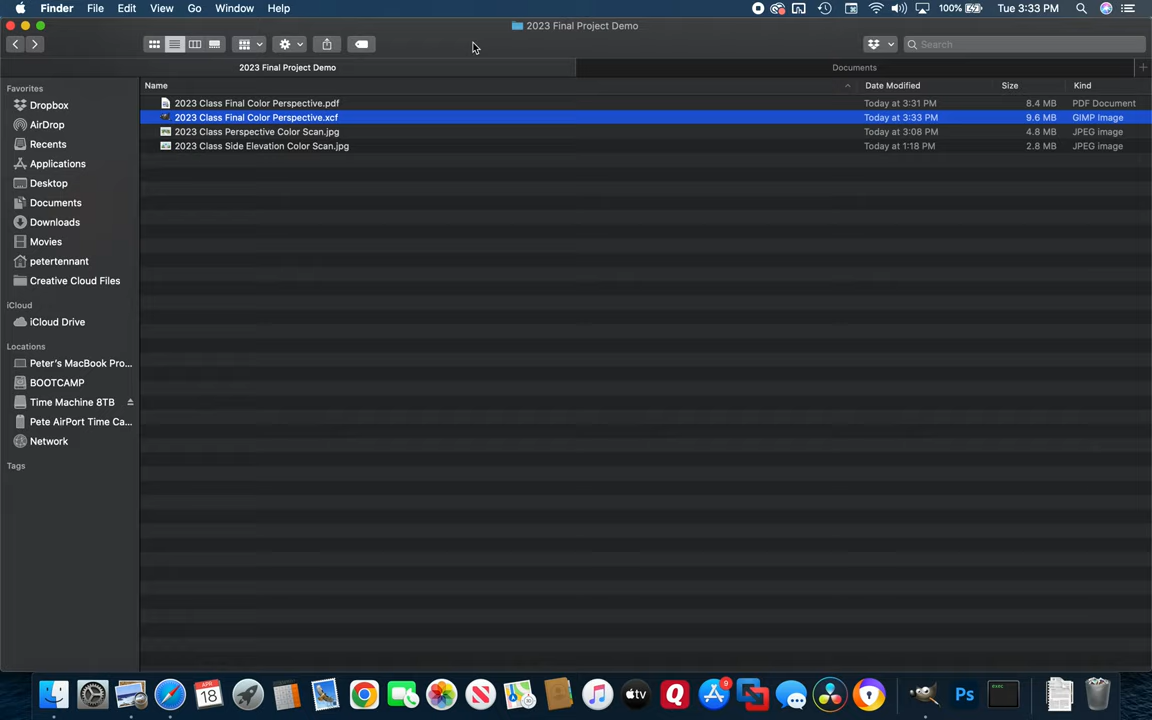 Finder File Edit View Go Window Help 100% Tue 3:33 PM
2023 Final Project Demo
Search
2023 Final Project Demo Documents +
Favorites Name Date Modified Size Kind
Dropbox 2023 Class Final Color Perspective.pdf Today at 3:31 PM 8.4 MB PDF Document
AirDrop 2023 Class Final Color Perspective.xcf Today at 3:33 PM 9.6 MB GIMP Image
2023 Class Perspective Color Scan.jpg Today at 3:08 PM 4.8 MB JPEG image
Recents 2023 Class Side Elevation Color Scan.jpg Today at 1:18 PM 2.8 MB JPEG image
Applications
Desktop
Documents
Downloads
Movies
petertennant
Creative Cloud Files
iCloud
iCloud Drive
Locations
Peter's MacBook Pro...
BOOTCAMP
Time Machine 8TB
Pete AirPort Time Ca...
Network
Tags
APR
18
tv
9
Ps
exec